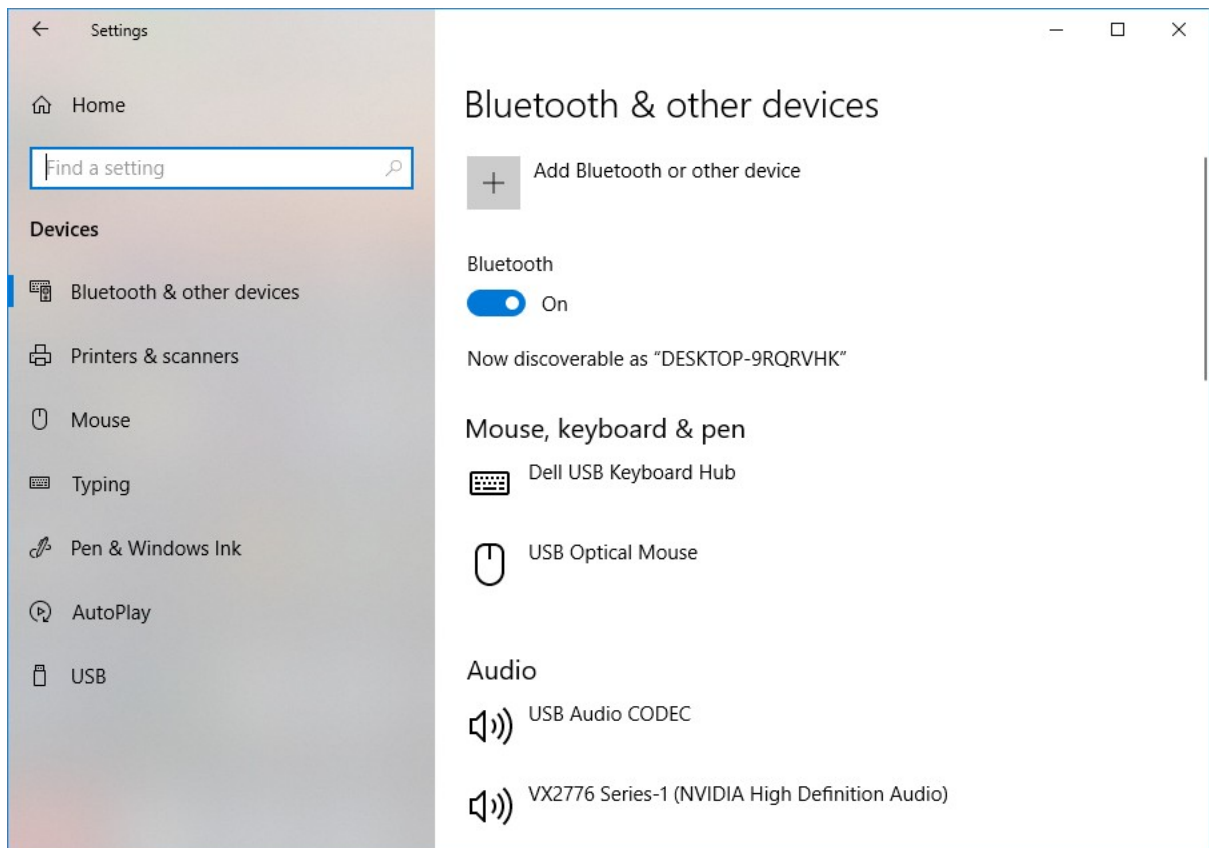 Settings
Home
Find a setting
Devices
Bluetooth & other devices
Printers & scanners
Mouse
Typing
Pen & Windows Ink
AutoPlay
USB
Bluetooth & other devices
Add Bluetooth or other device
Bluetooth
On
Now discoverable as “DESKTOP-9RQRVHK”
Mouse, keyboard & pen
Dell USB Keyboard Hub
USB Optical Mouse
Audio
USB Audio CODEC
VX2776 Series-1 (NVIDIA High Definition Audio)